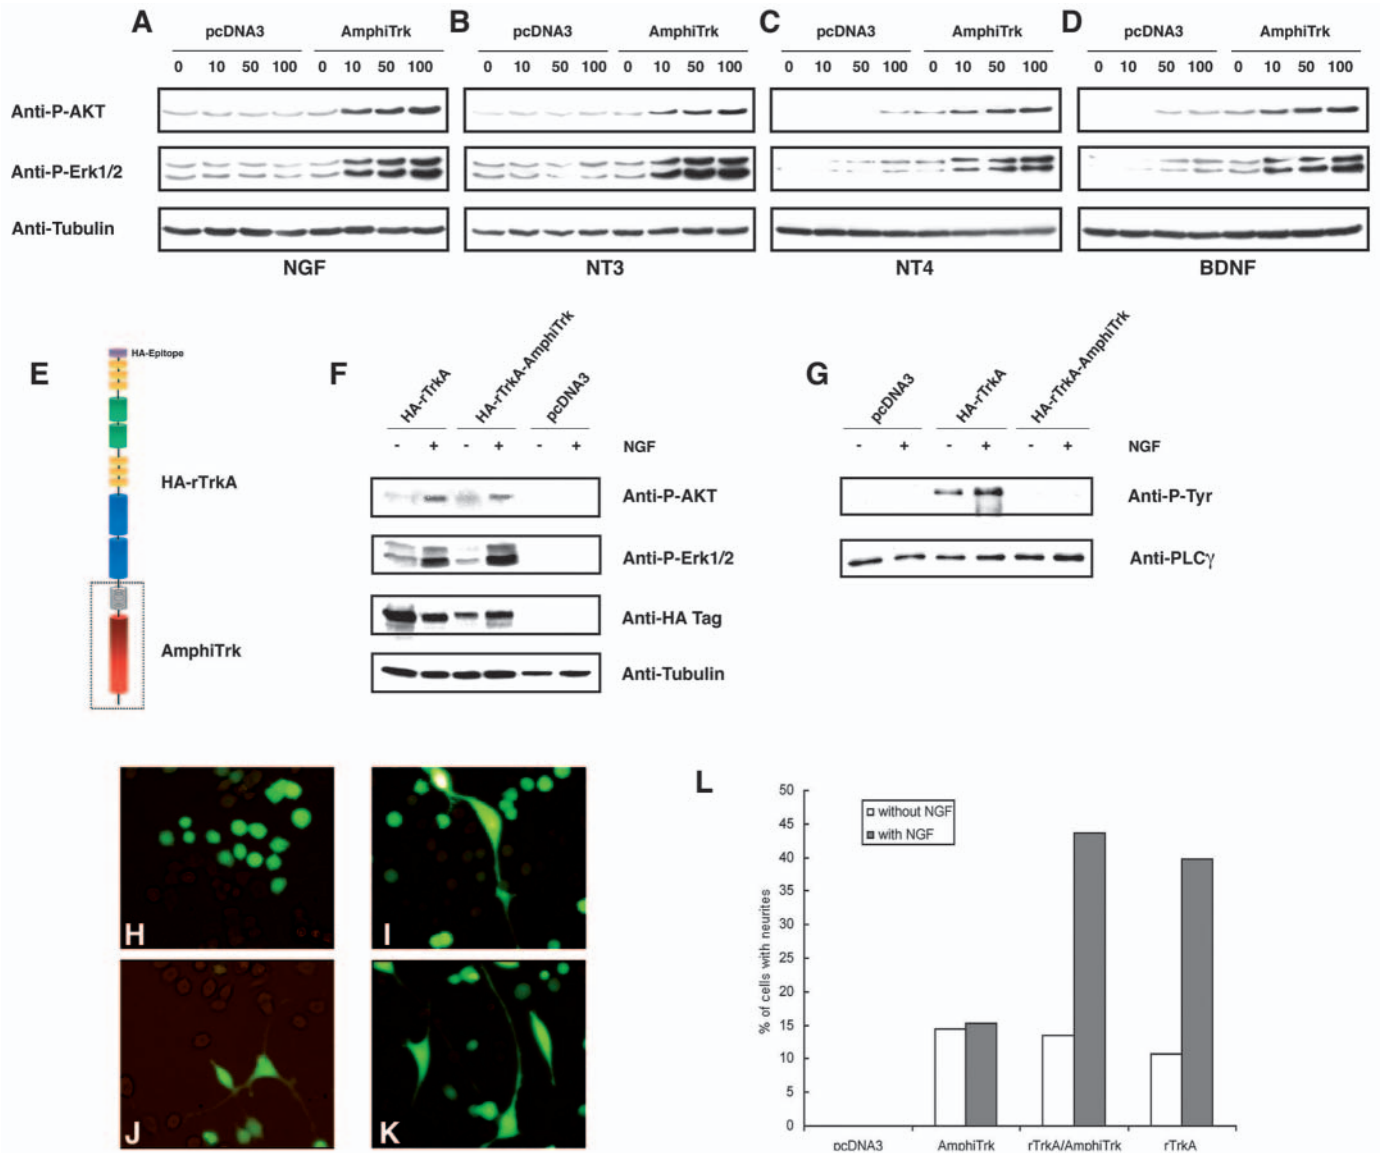 A B C D
pcDNA3 AmphiTrk pcDNA3 AmphiTrk pcDNA3 AmphiTrk pcDNA3 AmphiTrk
0 10 50 100 0 10 50 100 0 10 50 100 0 10 50 100 0 10 50 100 0 10 50 100 0 10 50 100 0 10 50 100
Anti-P-AKT
Anti-P-Erk1/2
Anti-Tubulin
NGF NT3 NT4 BDNF
E
HA-Epitope
HA-rTrkA
AmphiTrk
F
HA-rTrkA HA-rTrkA-AmphiTrk pcDNA3
- + - + - + NGF
Anti-P-AKT
Anti-P-Erk1/2
Anti-HA Tag
Anti-Tubulin
G
pcDNA3 HA-rTrkA HA-rTrkA-AmphiTrk
- + - + - + NGF
Anti-P-Tyr
Anti-PLCγ
H
I
J
K
L
% of cells with neurites
50
45
40
35
30
25
20
15
10
5
0
without NGF
with NGF
pcDNA3 AmphiTrk rTrkA/AmphiTrk rTrkA